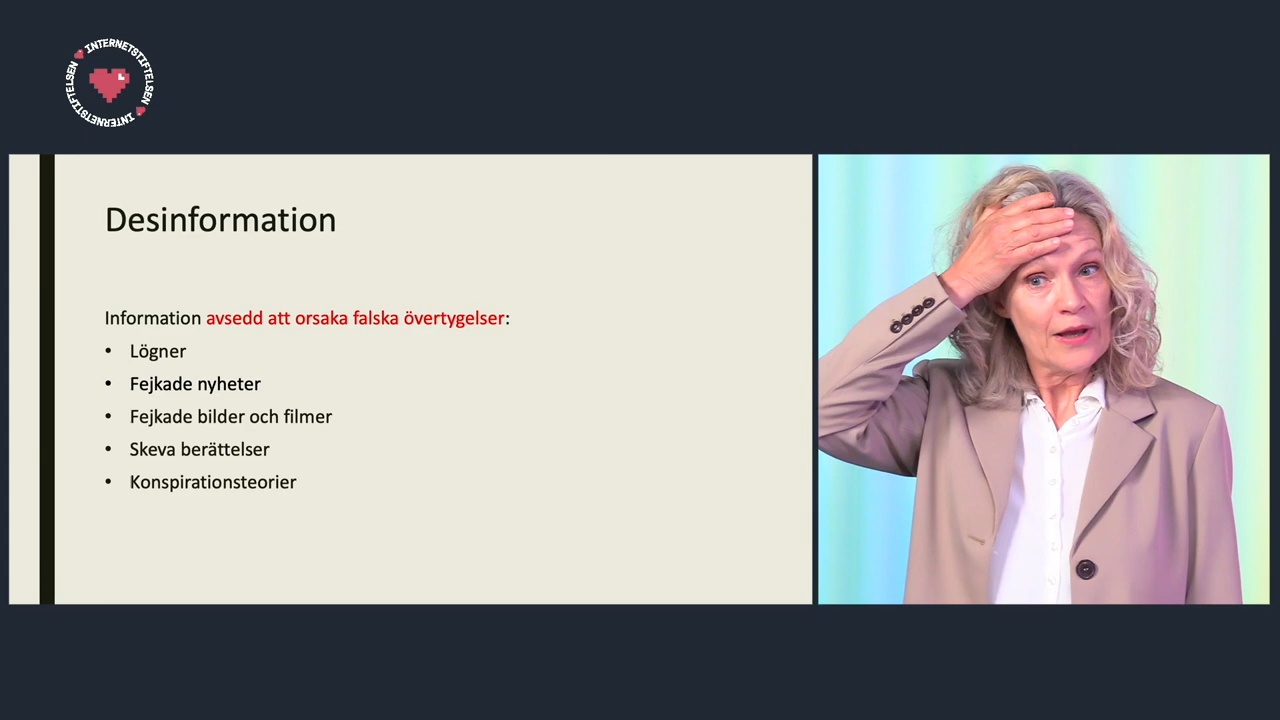 INTERNETSTIFTELSEN
INTERNETSTIFTELSEN
Desinformation
Information avsedd att orsaka falska övertygelser:
• Lögner
• Fejkade nyheter
• Fejkade bilder och filmer
• Skeva berättelser
• Konspirationsteorier